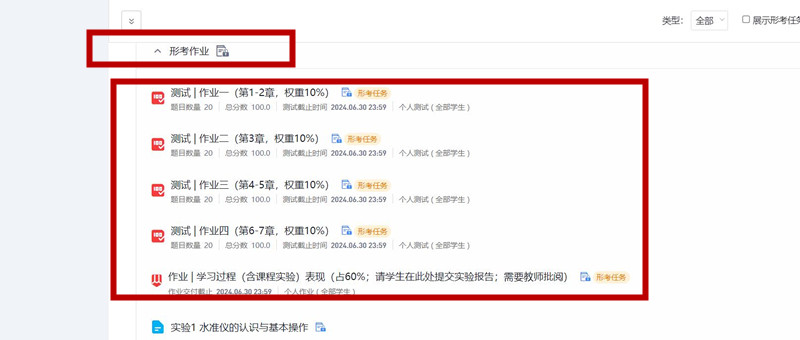 类型： 全部 展示形考任务
形考作业
测试 | 作业一（第1-2章，权重10%） 形考任务
题目数量 20 总分数 100.0 测试截止时间 2024.06.30 23:59 个人测试 ( 全部学生 )
测试 | 作业二（第3章，权重10%） 形考任务
题目数量 20 总分数 100.0 测试截止时间 2024.06.30 23:59 个人测试 ( 全部学生 )
测试 | 作业三（第4-5章，权重10%） 形考任务
题目数量 20 总分数 100.0 测试截止时间 2024.06.30 23:59 个人测试 ( 全部学生 )
测试 | 作业四（第6-7章，权重10%） 形考任务
题目数量 20 总分数 100.0 测试截止时间 2024.06.30 23:59 个人测试 ( 全部学生 )
作业 | 学习过程（含课程实验）表现（占60%；请学生在此处提交实验报告；需要教师批阅） 形考任务
作业交付截止 2024.06.30 23:59 个人作业 ( 全部学生 )
实验1 水准仪的认识与基本操作